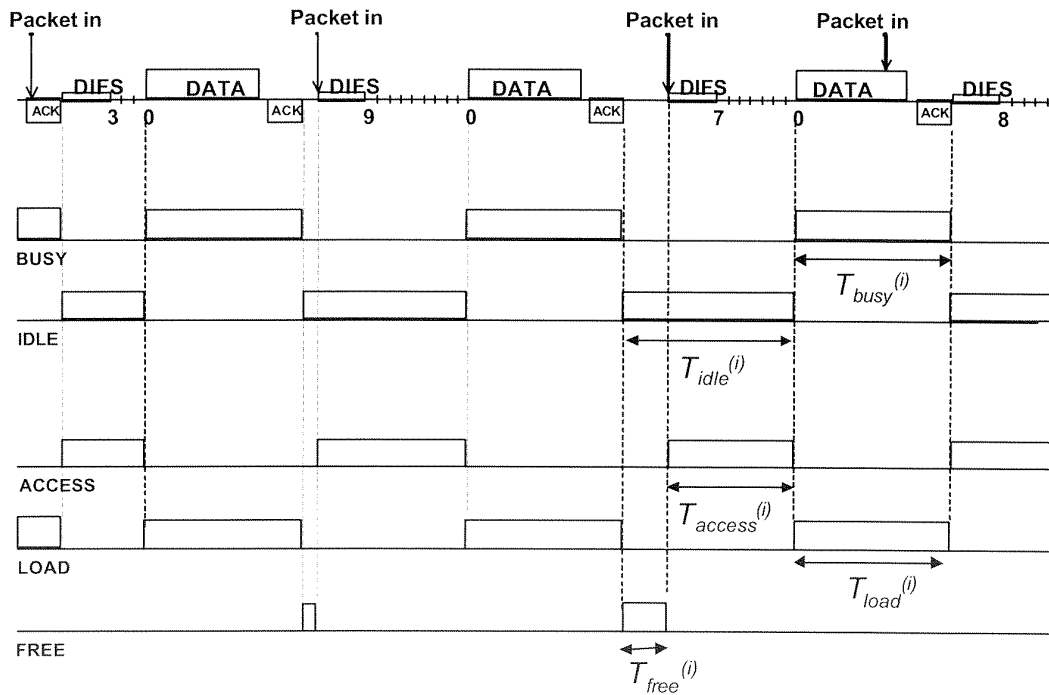 Packet in Packet in Packet in Packet in
DIFS DATA DIFS DATA DIFS DATA DIFS
ACK 3 0 ACK 9 0 ACK 7 0 ACK 8
BUSY
T_busy^(i)
IDLE
T_idle^(i)
ACCESS
T_access^(i)
LOAD
T_load^(i)
FREE
T_free^(i)